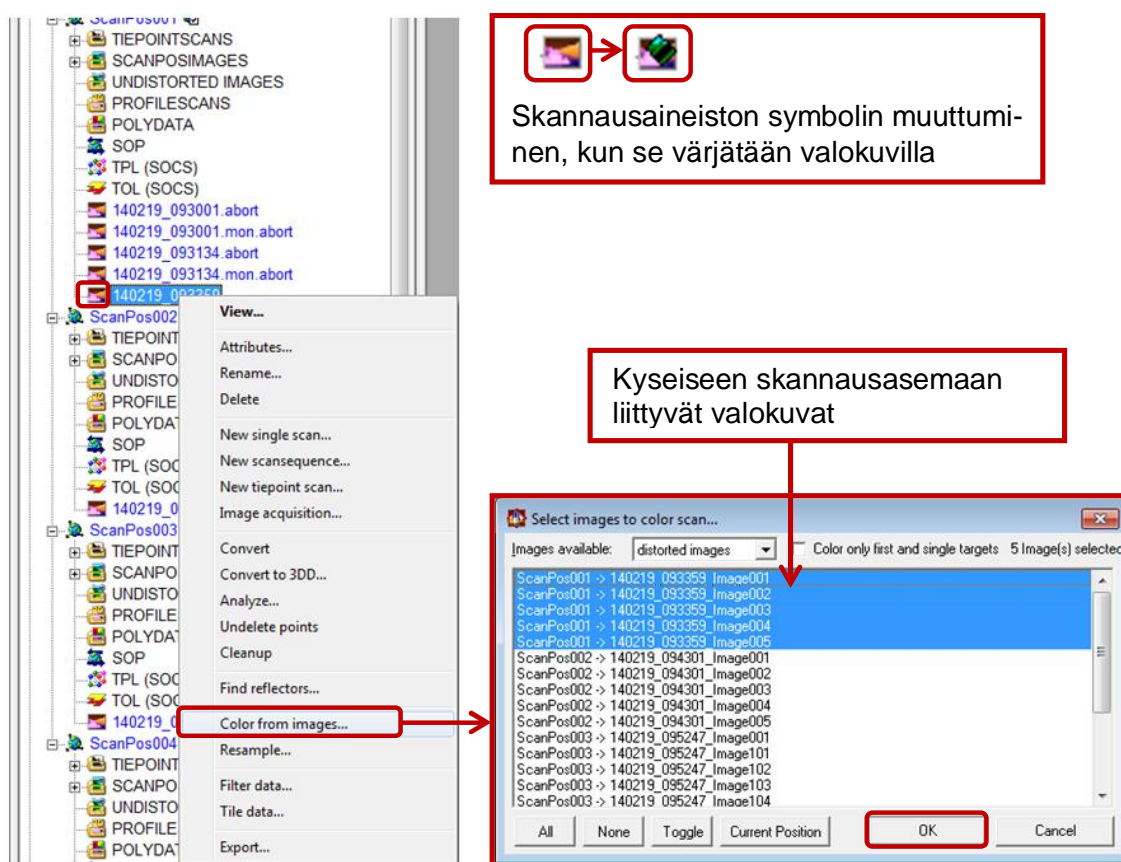 ScanPos001
TIEPOINTSCANS
SCANPOSIMAGES
UNDISTORTED IMAGES
PROFILESCANS
POLYDATA
SOP
TPL (SOCS)
TOL (SOCS)
140219_093001.abort
140219_093001.mon.abort
140219_093134.abort
140219_093134.mon.abort
140219_093359
ScanPos002
TIEPOINT
SCANPO
UNDISTO
PROFILE
POLYDAT
SOP
TPL (SOC
TOL (SOC
140219_0
ScanPos003
TIEPOINT
SCANPO
UNDISTO
PROFILE
POLYDAT
SOP
TPL (SOC
TOL (SOC
140219_0
ScanPos004
TIEPOINT
SCANPO
UNDISTO
PROFILE
POLYDAT
View...
Attributes...
Rename...
Delete
New single scan...
New scansequence...
New tiepoint scan...
Image acquisition...
Convert
Convert to 3DD...
Analyze...
Undelete points
Cleanup
Find reflectors...
Color from images...
Resample...
Filter data...
Tile data...
Export...
Skannausaineiston symbolin muuttumi-
nen, kun se värjätään valokuvilla
Kyseiseen skannausasemaan
liittyvät valokuvat
Select images to color scan...
Images available: distorted images Color only first and single targets 5 Image(s) selected
ScanPos001 -> 140219_093359_Image001
ScanPos001 -> 140219_093359_Image002
ScanPos001 -> 140219_093359_Image003
ScanPos001 -> 140219_093359_Image004
ScanPos001 -> 140219_093359_Image005
ScanPos002 -> 140219_094301_Image001
ScanPos002 -> 140219_094301_Image002
ScanPos002 -> 140219_094301_Image003
ScanPos002 -> 140219_094301_Image004
ScanPos002 -> 140219_094301_Image005
ScanPos003 -> 140219_095247_Image001
ScanPos003 -> 140219_095247_Image101
ScanPos003 -> 140219_095247_Image102
ScanPos003 -> 140219_095247_Image103
ScanPos003 -> 140219_095247_Image104
All None Toggle Current Position OK Cancel